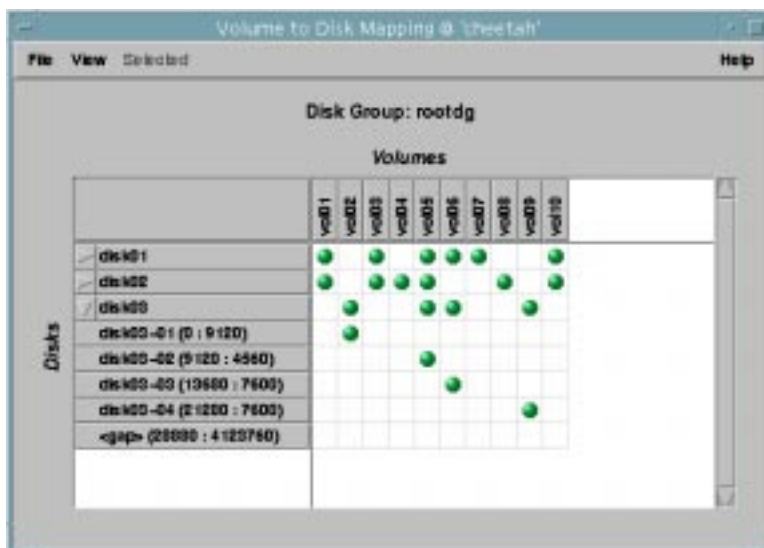 Volume to Disk Mapping @ 'cheetah'
File View Selected Help
Disk Group: rootdg
Volumes
vol01 vol02 vol03 vol04 vol05 vol06 vol07 vol08 vol09 vol10
Disks
disk01
disk02
disk03
disk03-01 (0 : 9120)
disk03-02 (9120 : 4560)
disk03-03 (13680 : 7600)
disk03-04 (21280 : 7600)
<gap> (28880 : 4123760)